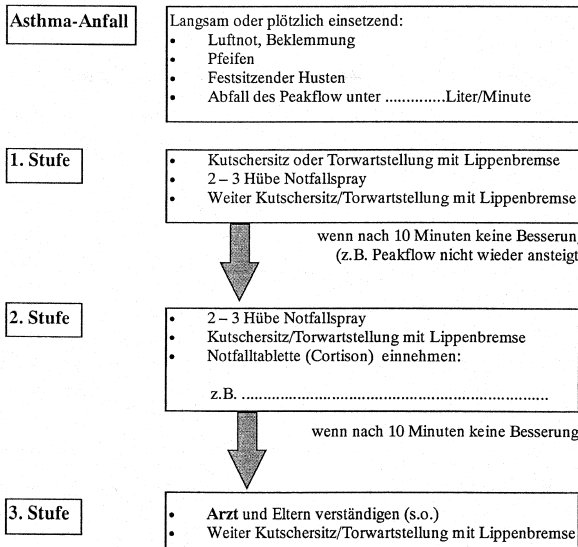 Asthma-Anfall
Langsam oder plötzlich einsetzend:
• Luftnot, Beklemmung
• Pfeifen
• Festsitzender Husten
• Abfall des Peakflow unter ..............Liter/Minute
1. Stufe
• Kutschersitz oder Torwartstellung mit Lippenbremse
• 2 – 3 Hübe Notfallspray
• Weiter Kutschersitz/Torwartstellung mit Lippenbremse
wenn nach 10 Minuten keine Besserun
(z.B. Peakflow nicht wieder ansteigt
2. Stufe
• 2 – 3 Hübe Notfallspray
• Kutschersitz/Torwartstellung mit Lippenbremse
• Notfalltablette (Cortison) einnehmen:
z.B. ....................................................................
wenn nach 10 Minuten keine Besserung
3. Stufe
• Arzt und Eltern verständigen (s.o.)
• Weiter Kutschersitz/Torwartstellung mit Lippenbremse